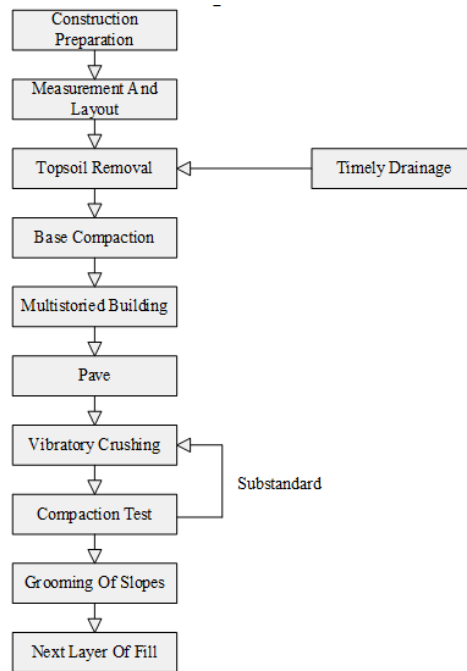 Construction
Preparation
Measurement And
Layout
Topsoil Removal
Timely Drainage
Base Compaction
Multistoried Building
Pave
Vibratory Crushing
Substandard
Compaction Test
Grooming Of Slopes
Next Layer Of Fill